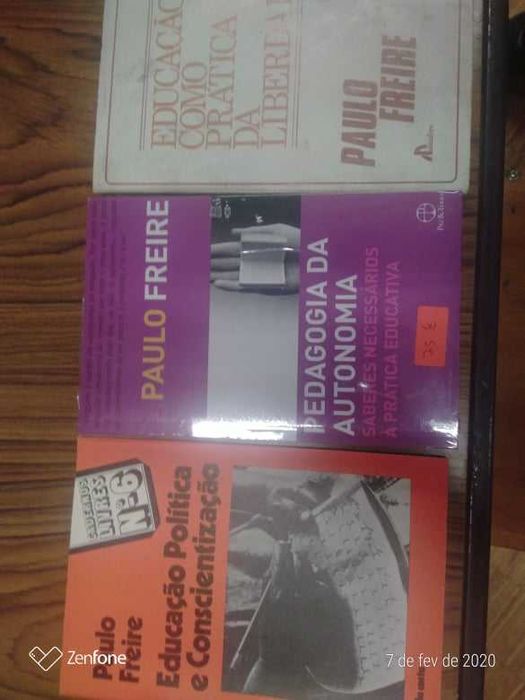 EDUCAÇÃO
COMO
PRÁTICA
DA
LIBERDA
PAULO
FREIRE
PAULO FREIRE
PEDAGOGIA DA
AUTONOMIA
SABERES NECESSÁRIOS
À PRÁTICA EDUCATIVA
CADERNOS
LIVRES
Nº6
Paulo
Freire
Educação Política
e Conscientização
Zenfone
7 de fev de 2020